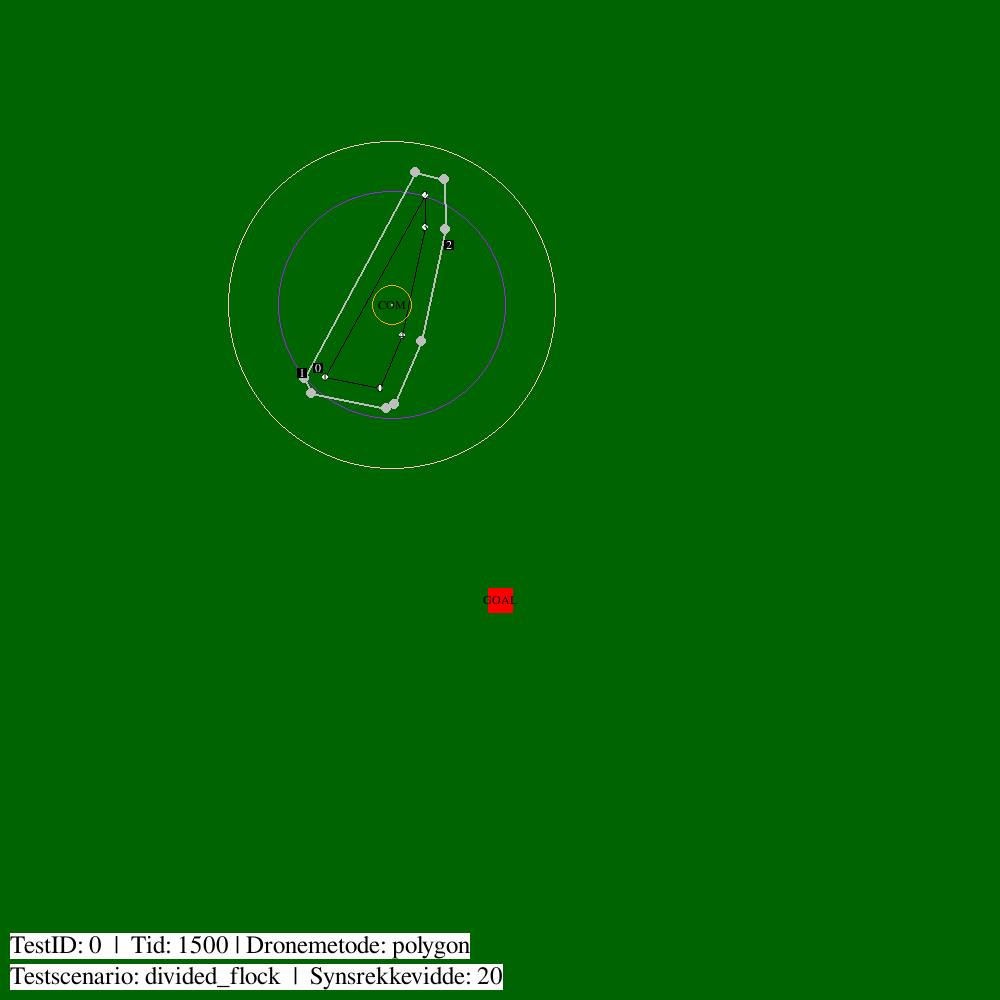 2
COM
1 0
GOAL
TestID: 0 | Tid: 1500 | Dronemetode: polygon
Testscenario: divided_flock | Synsrekkevidde: 20